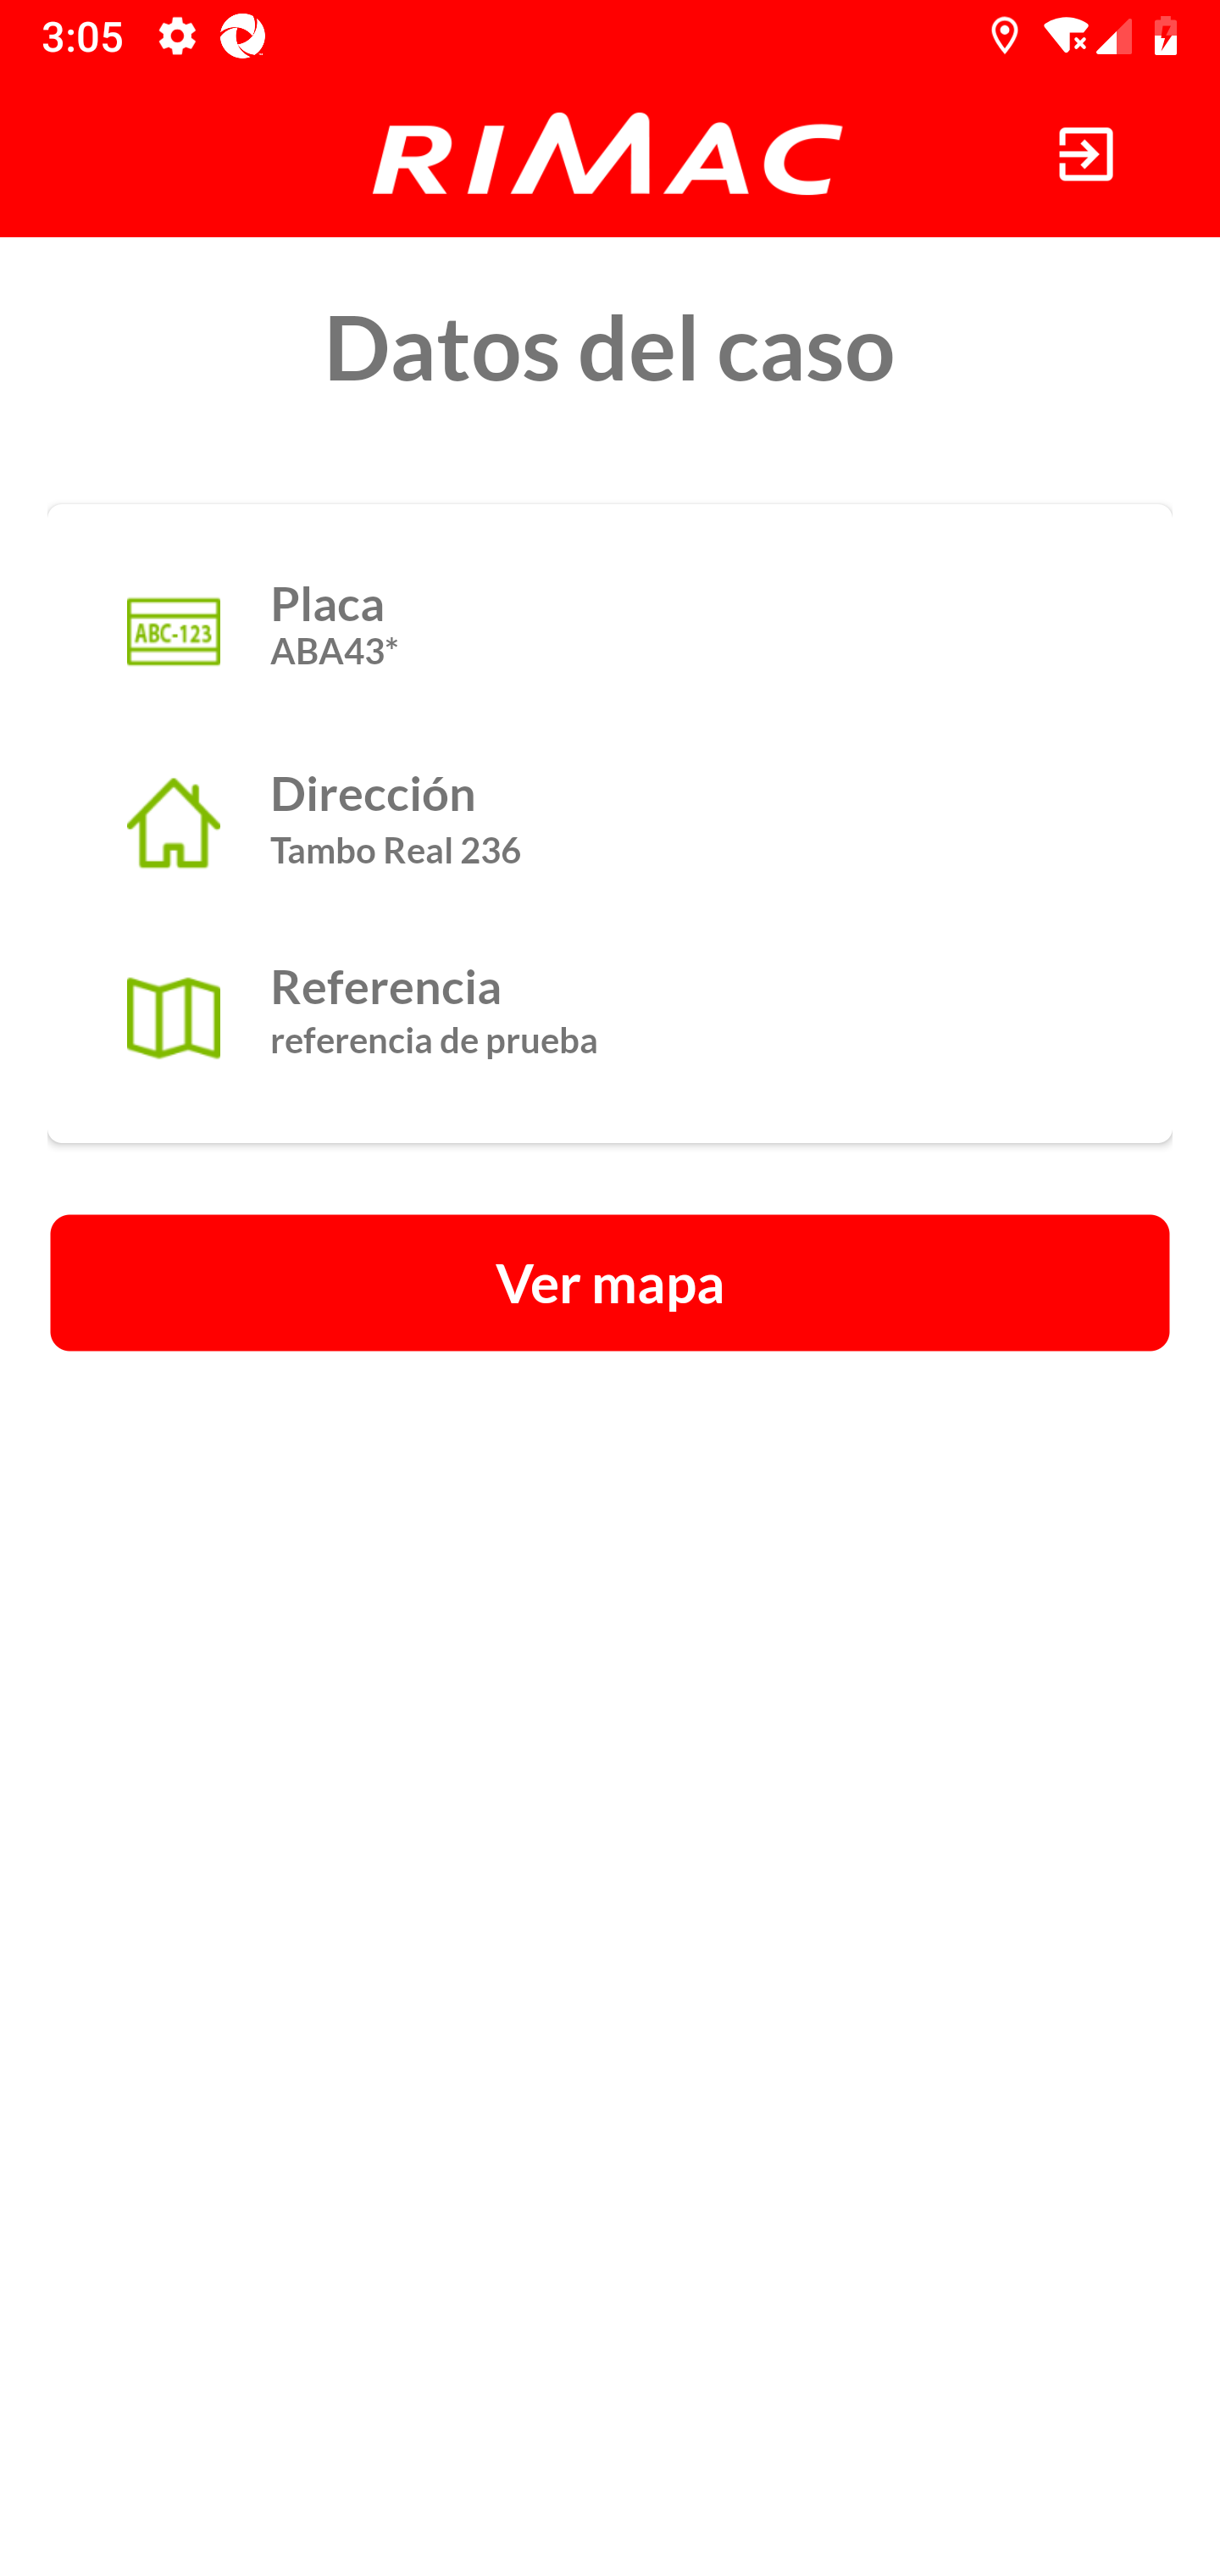 3:05
RIMAC
Datos del caso
ABC-123
Placa
ABA43*
Dirección
Tambo Real 236
Referencia
referencia de prueba
Ver mapa